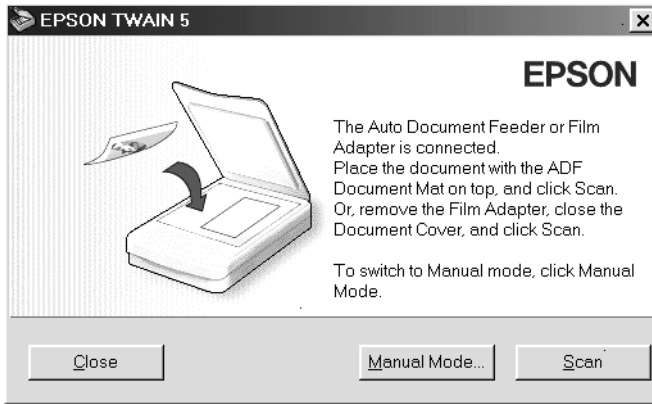 EPSON TWAIN 5
EPSON
The Auto Document Feeder or Film
Adapter is connected.
Place the document with the ADF
Document Mat on top, and click Scan.
Or, remove the Film Adapter, close the
Document Cover, and click Scan.
To switch to Manual mode, click Manual
Mode.
Close
Manual Mode...
Scan